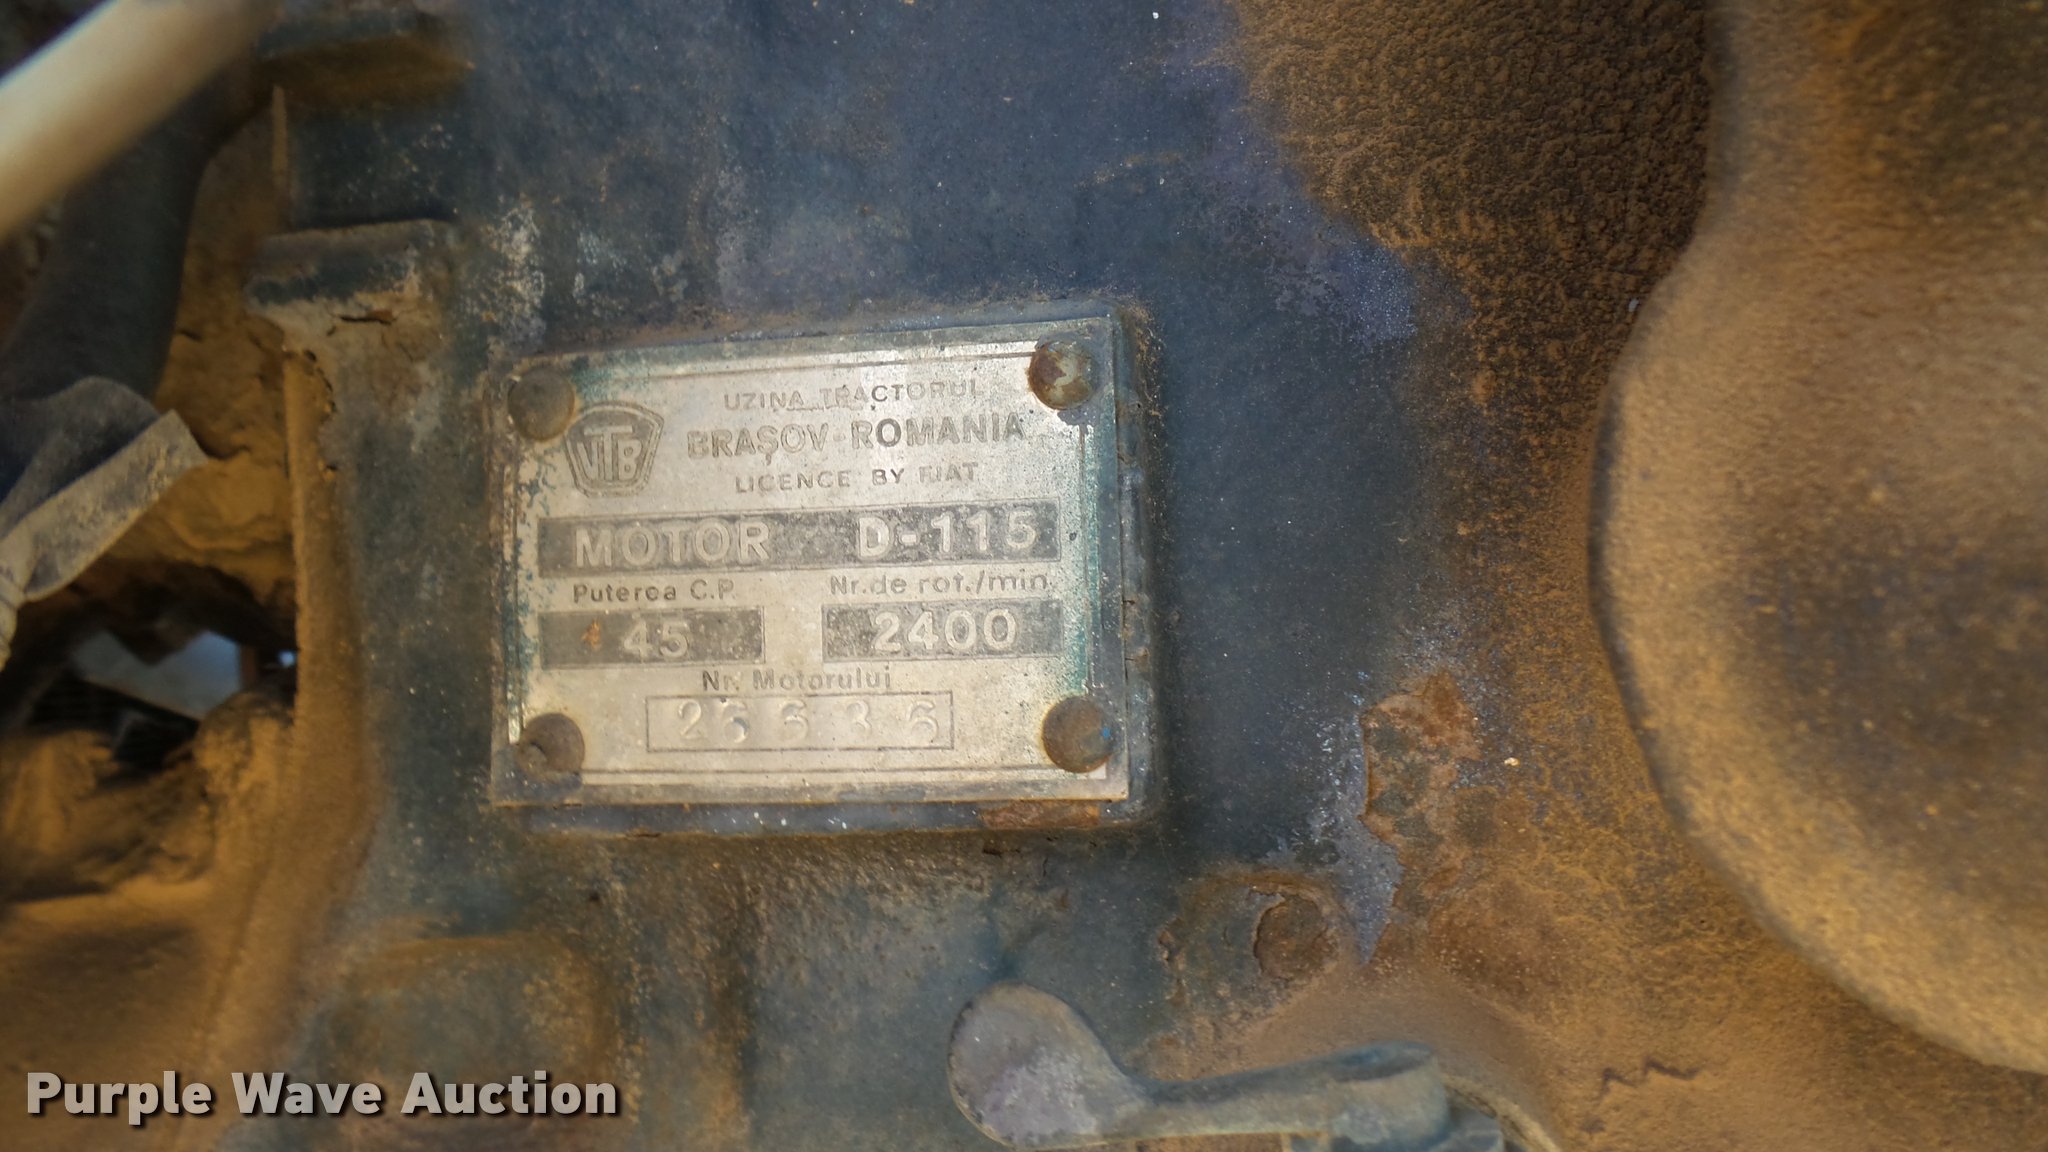 UZINA TRACTORUL
UTB
BRAȘOV-ROMANIA
LICENCE BY FIAT
MOTOR D-115
Puterea C.P. Nr.de rot./min.
45 2400
Nr. Motorului
26636
Purple Wave Auction